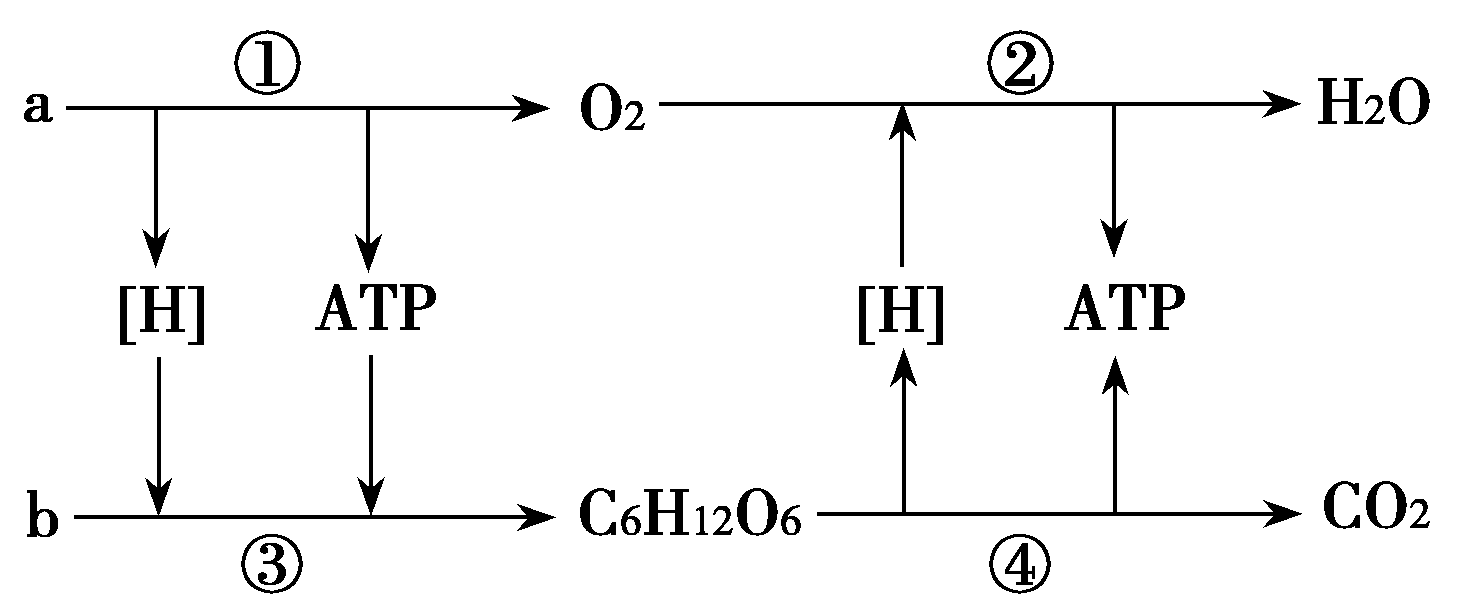 ① ②
a O₂ H₂O
[H] ATP [H] ATP
b C₆H₁₂O₆ CO₂
③ ④